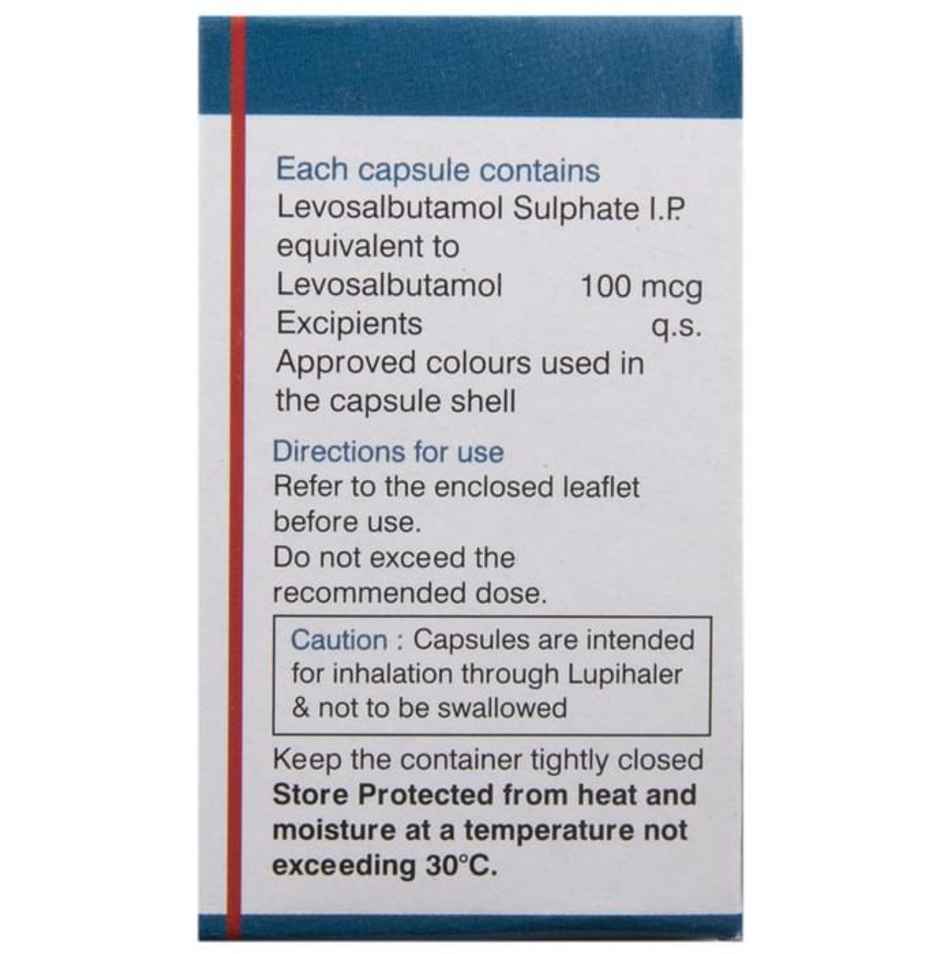 Each capsule contains
Levosalbutamol Sulphate I.P.
equivalent to
Levosalbutamol 100 mcg
Excipients q.s.
Approved colours used in
the capsule shell
Directions for use
Refer to the enclosed leaflet
before use.
Do not exceed the
recommended dose.
Caution : Capsules are intended
for inhalation through Lupihaler
& not to be swallowed
Keep the container tightly closed
Store Protected from heat and
moisture at a temperature not
exceeding 30°C.